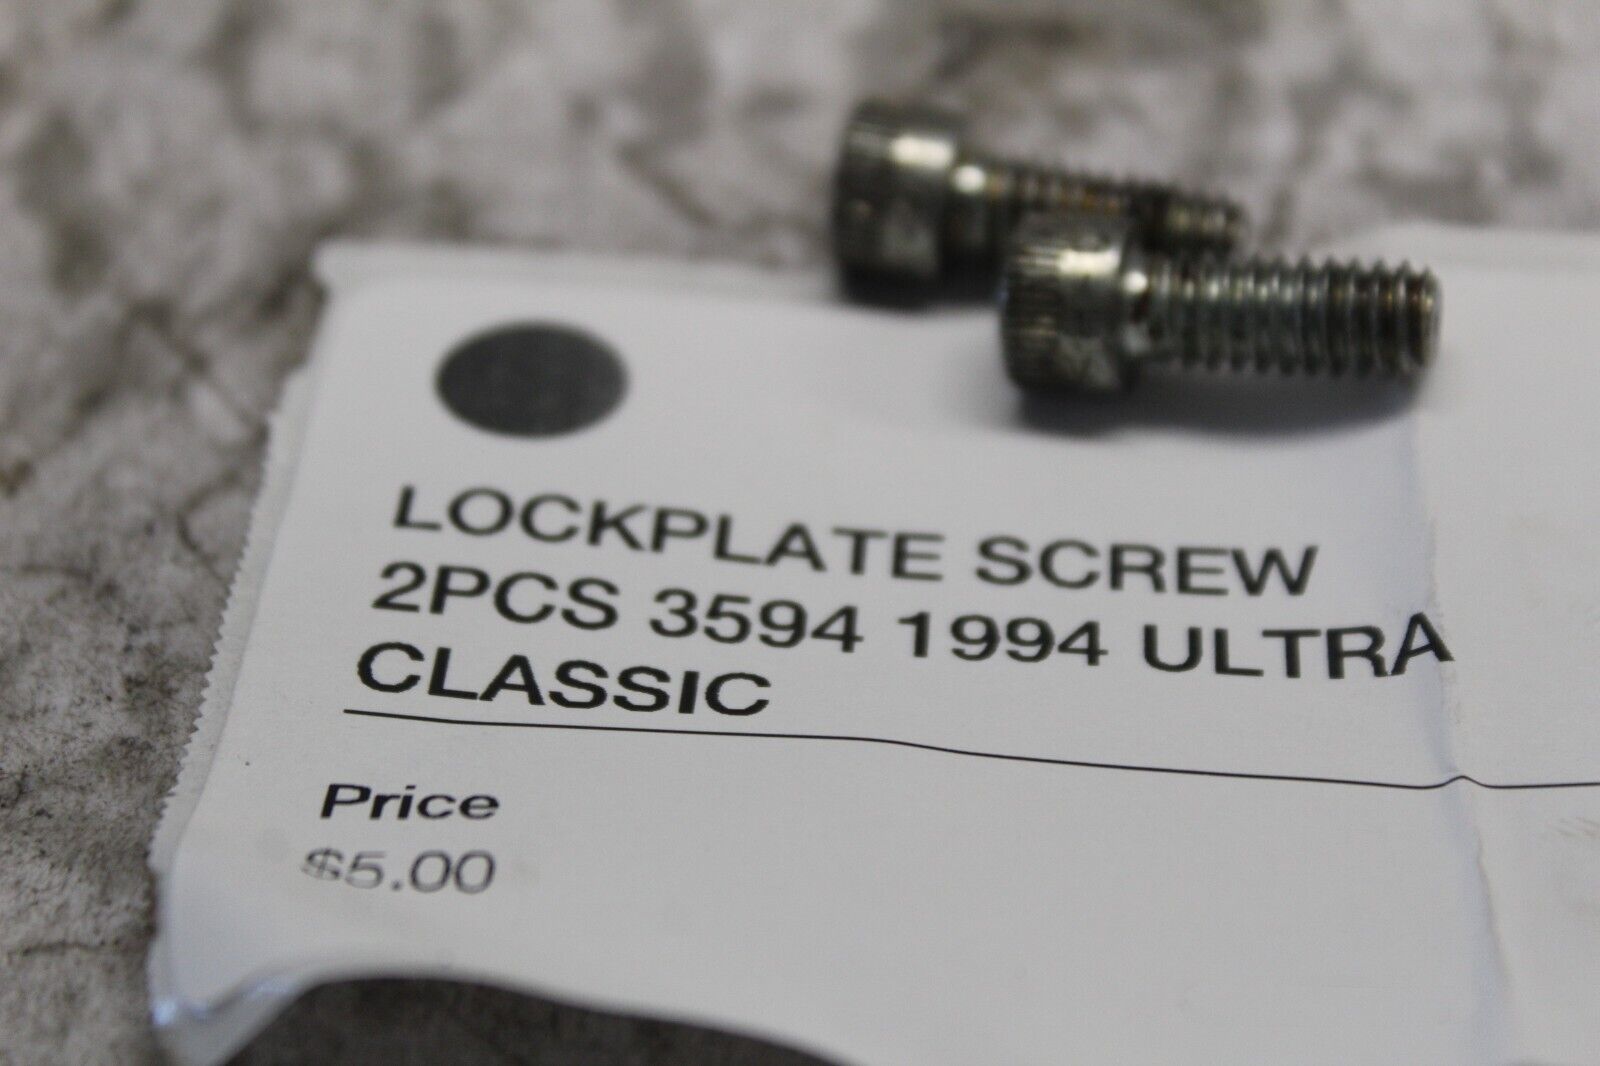 LOCKPLATE SCREW
2PCS 3594 1994 ULTRA
CLASSIC
Price
$5.00